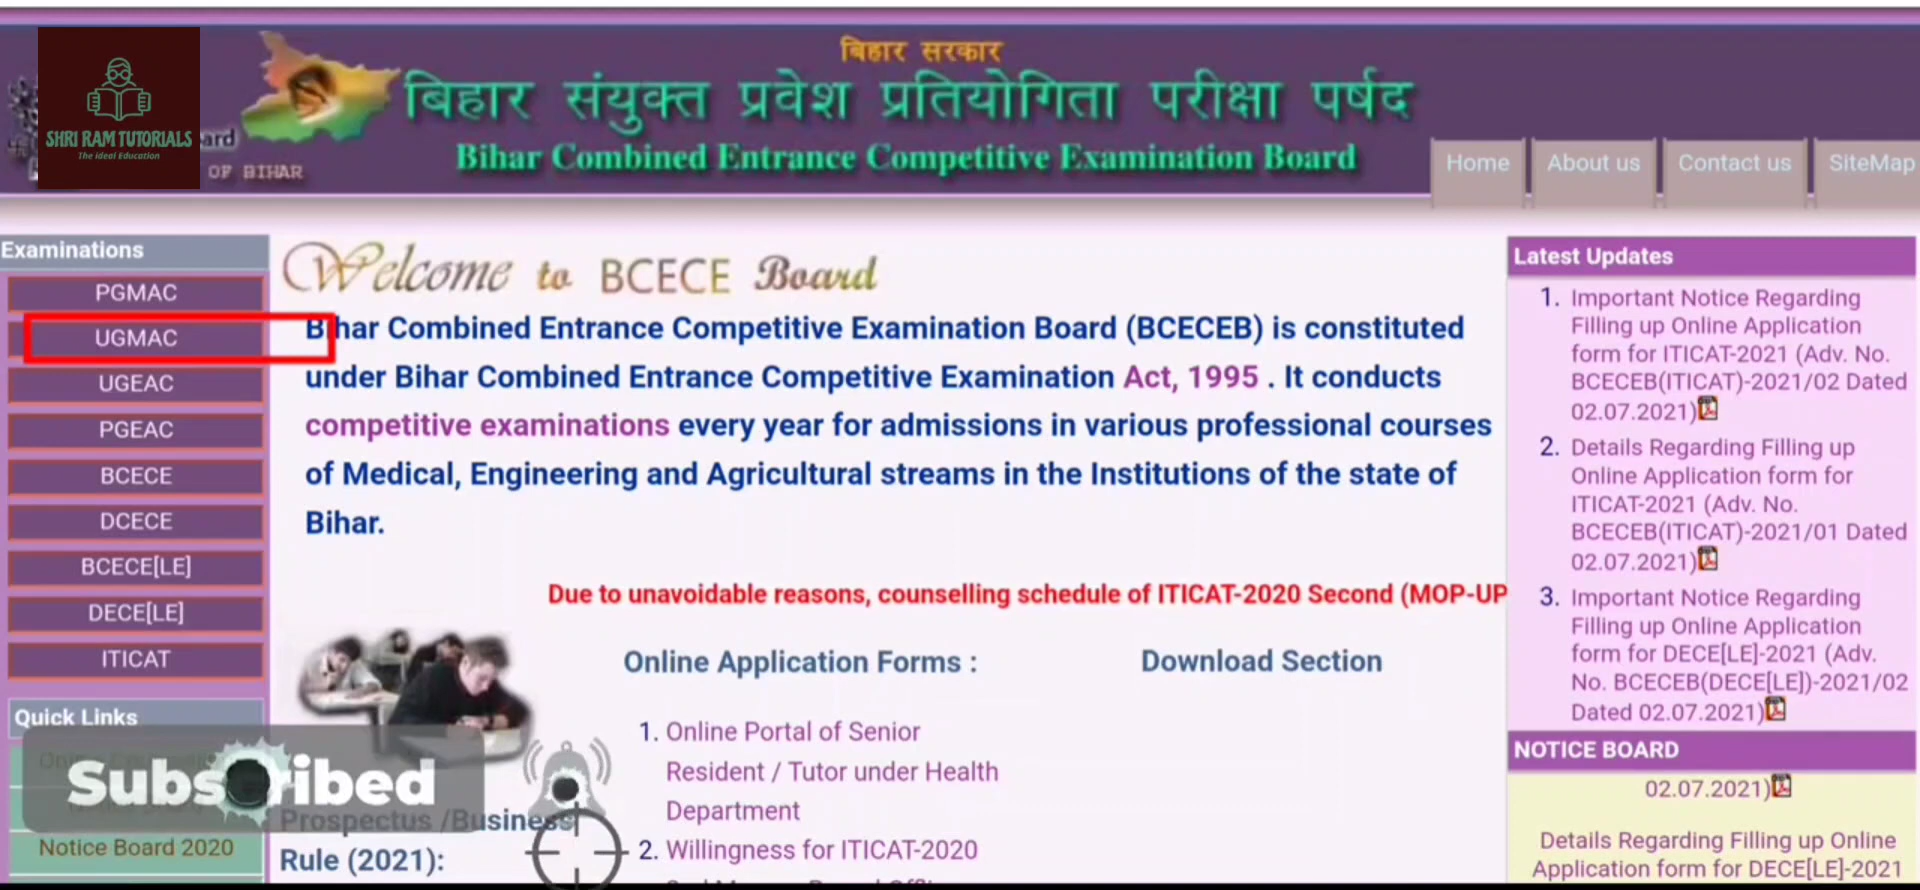 बिहार सरकार
बिहार संयुक्त प्रवेश प्रतियोगिता परीक्षा पर्षद
Bihar Combined Entrance Competitive Examination Board
SHRI RAM TUTORIALS
The ideel Education
ard
OF BIHAR
Home
About us
Contact us
SiteMap
Examinations
PGMAC
UGMAC
UGEAC
PGEAC
BCECE
DCECE
BCECE[LE]
DECE[LE]
ITICAT
Quick Links
Notice Board 2020
Welcome to BCECE Board
Bihar Combined Entrance Competitive Examination Board (BCECEB) is constituted
under Bihar Combined Entrance Competitive Examination Act, 1995 . It conducts
competitive examinations every year for admissions in various professional courses
of Medical, Engineering and Agricultural streams in the Institutions of the state of
Bihar.
Due to unavoidable reasons, counselling schedule of ITICAT-2020 Second (MOP-UP
Online Application Forms :
Download Section
1. Online Portal of Senior
Resident / Tutor under Health
Department
2. Willingness for ITICAT-2020
Subscribed
Prospectus /Business
Rule (2021):
Latest Updates
1. Important Notice Regarding
Filling up Online Application
form for ITICAT-2021 (Adv. No.
BCECEB(ITICAT)-2021/02 Dated
02.07.2021)
2. Details Regarding Filling up
Online Application form for
ITICAT-2021 (Adv. No.
BCECEB(ITICAT)-2021/01 Dated
02.07.2021)
3. Important Notice Regarding
Filling up Online Application
form for DECE[LE]-2021 (Adv.
No. BCECEB(DECE[LE])-2021/02
Dated 02.07.2021)
NOTICE BOARD
02.07.2021)
Details Regarding Filling up Online
Application form for DECE[LE]-2021